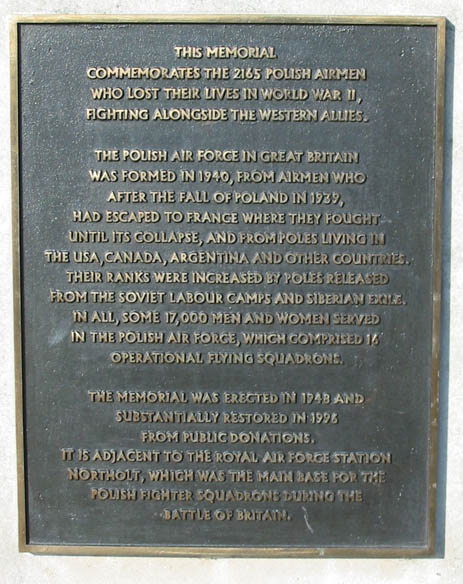 THIS MEMORIAL
COMMEMORATES THE 2165 POLISH AIRMEN
WHO LOST THEIR LIVES IN WORLD WAR II,
FIGHTING ALONGSIDE THE WESTERN ALLIES.
THE POLISH AIR FORCE IN GREAT BRITAIN
WAS FORMED IN 1940, FROM AIRMEN WHO
AFTER THE FALL OF POLAND IN 1939,
HAD ESCAPED TO FRANCE WHERE THEY FOUGHT
UNTIL ITS COLLAPSE, AND FROM POLES LIVING IN
THE USA, CANADA, ARGENTINA AND OTHER COUNTRIES.
THEIR RANKS WERE INCREASED BY POLES RELEASED
FROM THE SOVIET LABOUR CAMPS AND SIBERIAN EXILE.
IN ALL, SOME 17,000 MEN AND WOMEN SERVED
IN THE POLISH AIR FORCE, WHICH COMPRISED 16
OPERATIONAL FLYING SQUADRONS.
THE MEMORIAL WAS ERECTED IN 1948 AND
SUBSTANTIALLY RESTORED IN 1996
FROM PUBLIC DONATIONS.
IT IS ADJACENT TO THE ROYAL AIR FORCE STATION
NORTHOLT, WHICH WAS THE MAIN BASE FOR THE
POLISH FIGHTER SQUADRONS DURING THE
BATTLE OF BRITAIN.